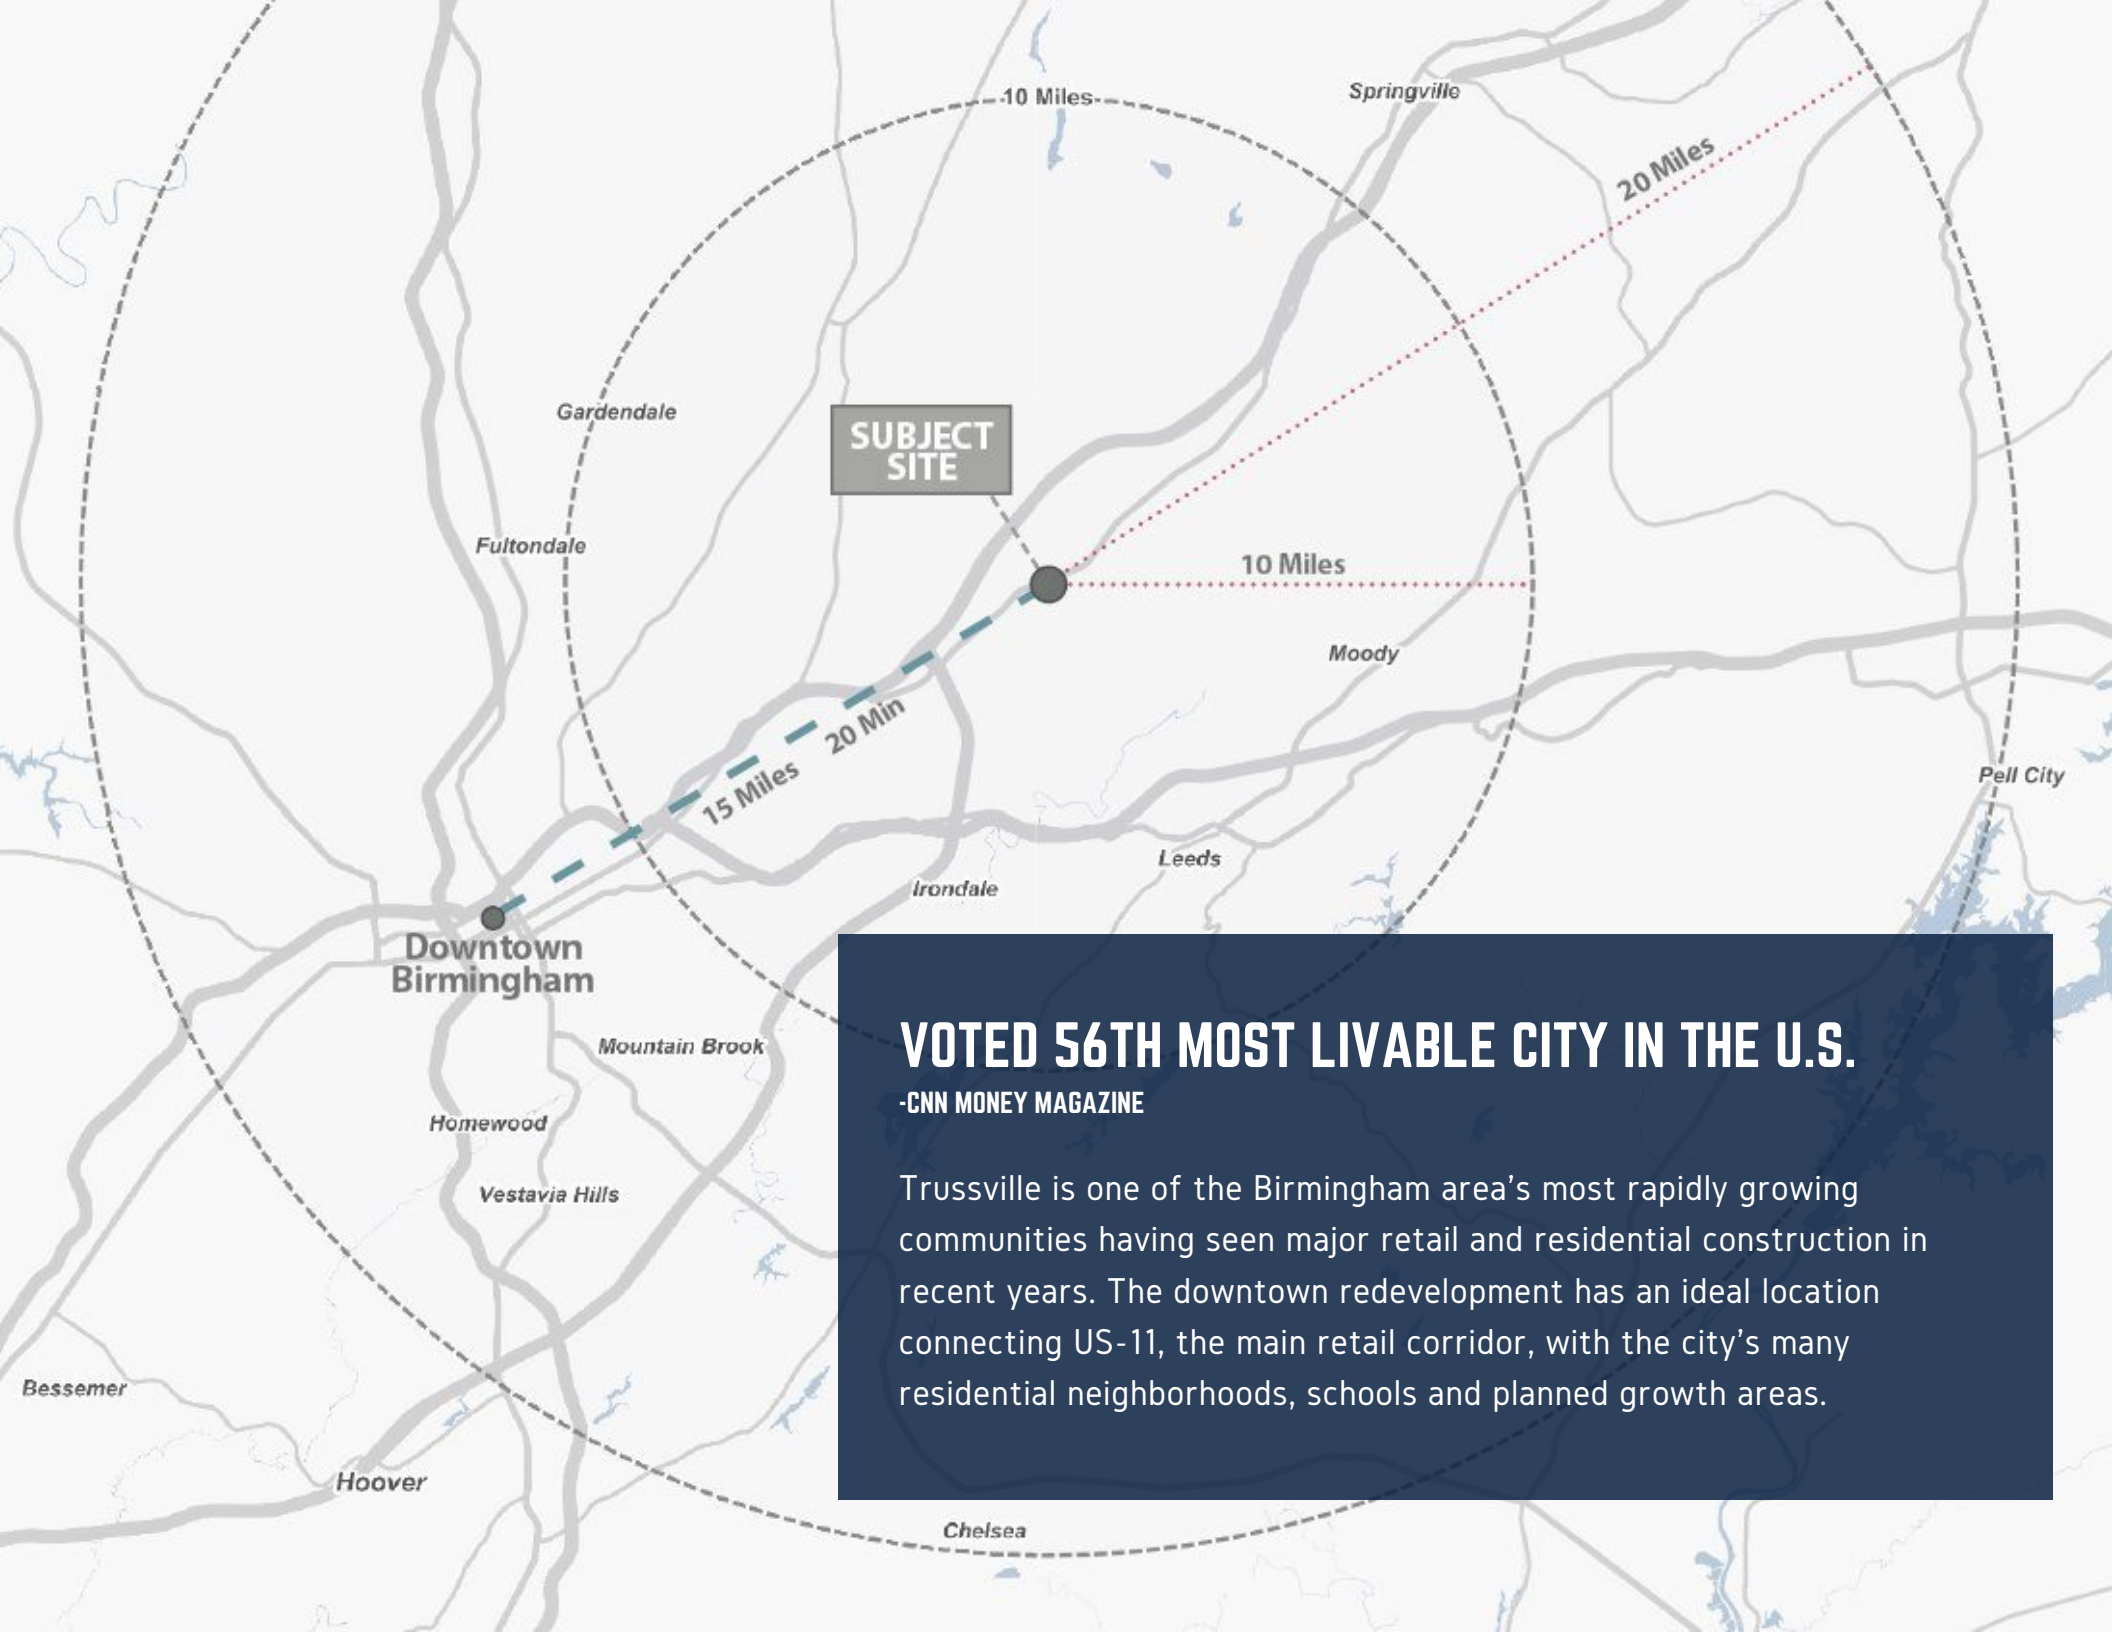 10 Miles
Springville
20 Miles
Gardendale
SUBJECT
SITE
Fultondale
10 Miles
Moody
20 Min
15 Miles
Pell City
Leeds
Irondale
Downtown
Birmingham
Mountain Brook
Homewood
Vestavia Hills
VOTED 56TH MOST LIVABLE CITY IN THE U.S.
-CNN MONEY MAGAZINE
Trussville is one of the Birmingham area's most rapidly growing
communities having seen major retail and residential construction in
recent years. The downtown redevelopment has an ideal location
connecting US-11, the main retail corridor, with the city's many
residential neighborhoods, schools and planned growth areas.
Bessemer
Hoover
Chelsea